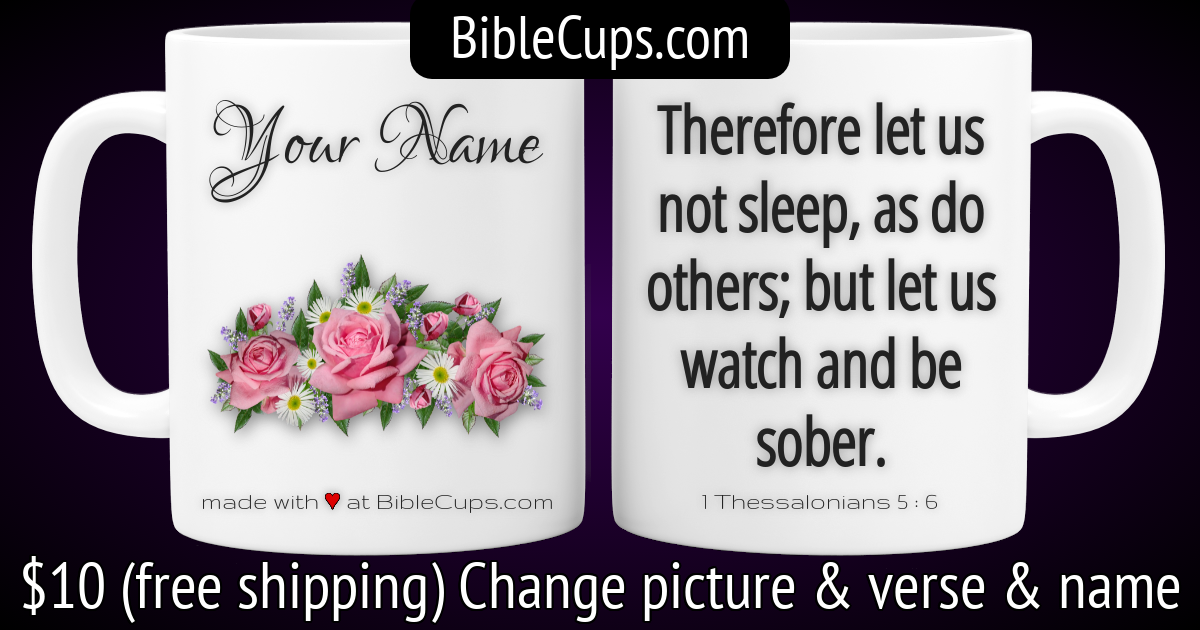 BibleCups.com
Your Name
made with ♥ at BibleCups.com
Therefore let us
not sleep, as do
others; but let us
watch and be
sober.
1 Thessalonians 5 : 6
$10 (free shipping) Change picture & verse & name